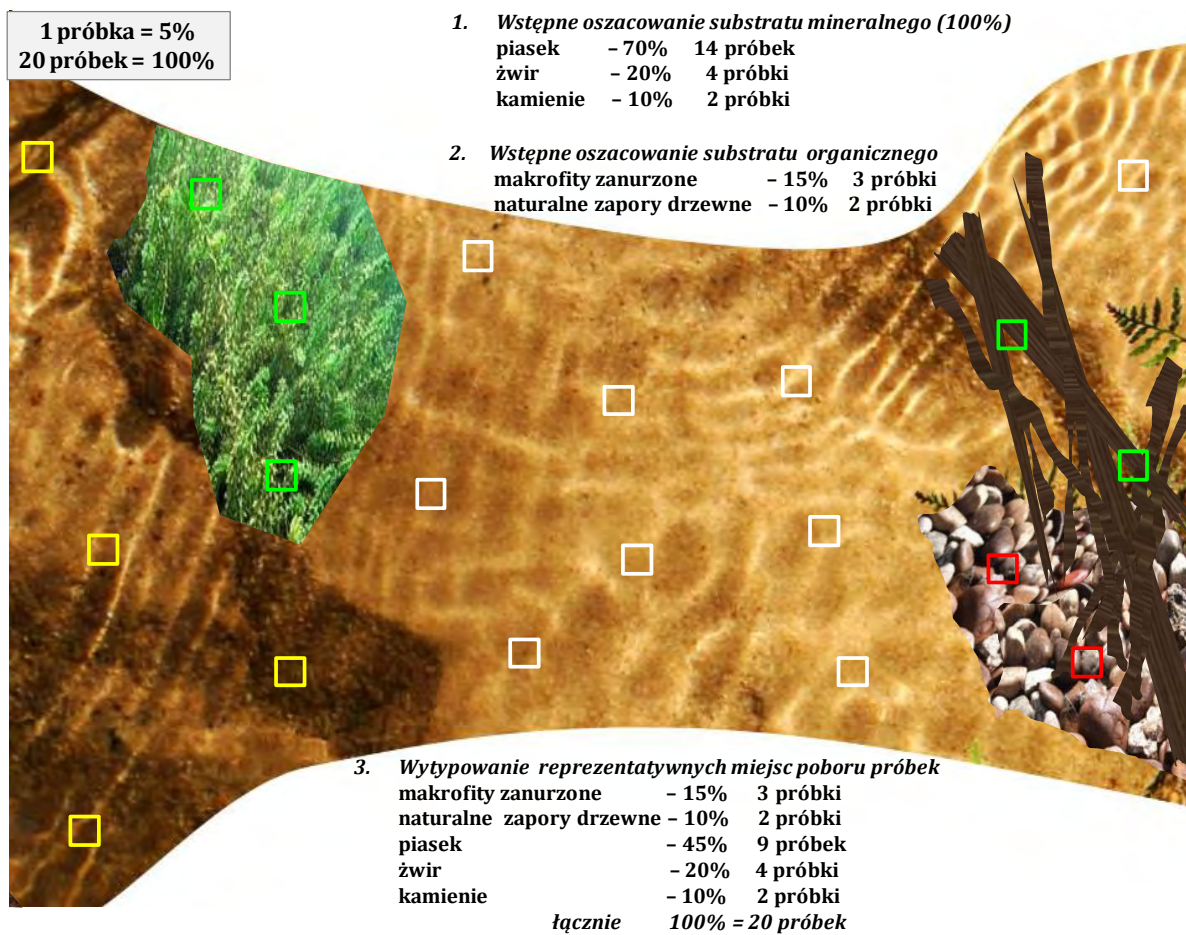 1 próbka = 5%
20 próbek = 100%
1. Wstępne oszacowanie substratu mineralnego (100%)
piasek – 70% 14 próbek
żwir – 20% 4 próbki
kamienie – 10% 2 próbki
2. Wstępne oszacowanie substratu organicznego
makrofity zanurzone – 15% 3 próbki
naturalne zapory drzewne – 10% 2 próbki
3. Wytypowanie reprezentatywnych miejsc poboru próbek
makrofity zanurzone – 15% 3 próbki
naturalne zapory drzewne – 10% 2 próbki
piasek – 45% 9 próbek
żwir – 20% 4 próbki
kamienie – 10% 2 próbki
łącznie 100% = 20 próbek